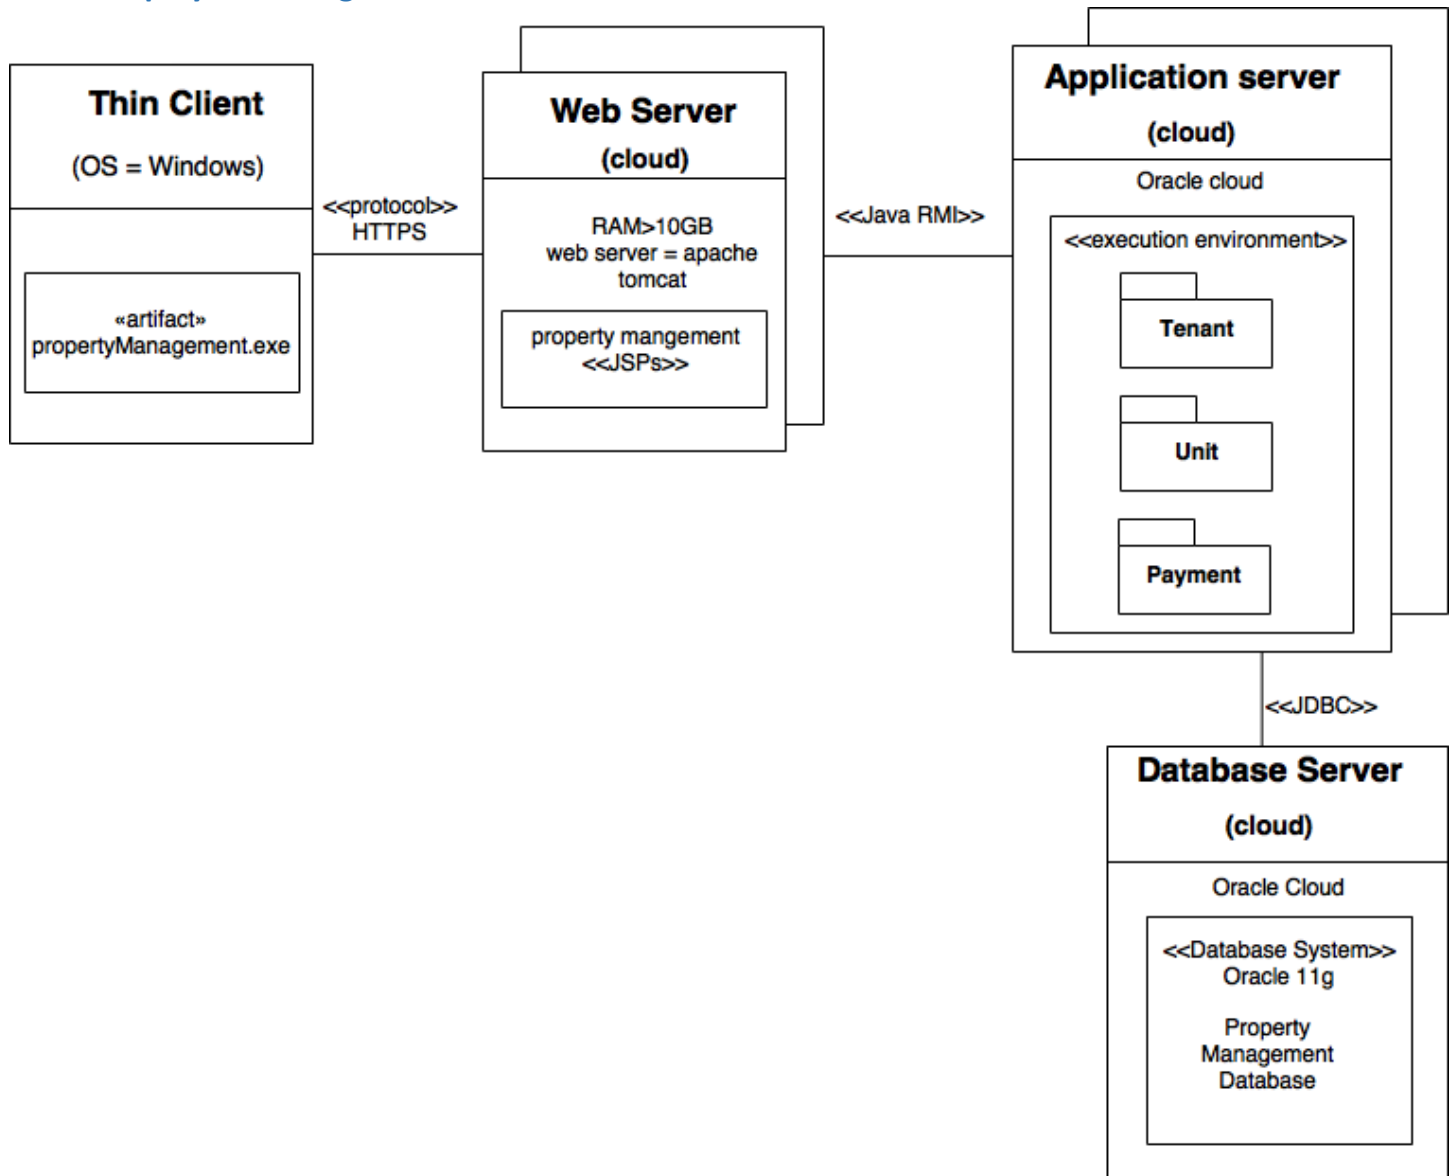 Thin Client
(OS = Windows)
«artifact»
propertyManagement.exe
<<protocol>>
HTTPS
Web Server
(cloud)
RAM>10GB
web server = apache
tomcat
property mangement
<<JSPs>>
<<Java RMI>>
Application server
(cloud)
Oracle cloud
<<execution environment>>
Tenant
Unit
Payment
<<JDBC>>
Database Server
(cloud)
Oracle Cloud
<<Database System>>
Oracle 11g
Property
Management
Database